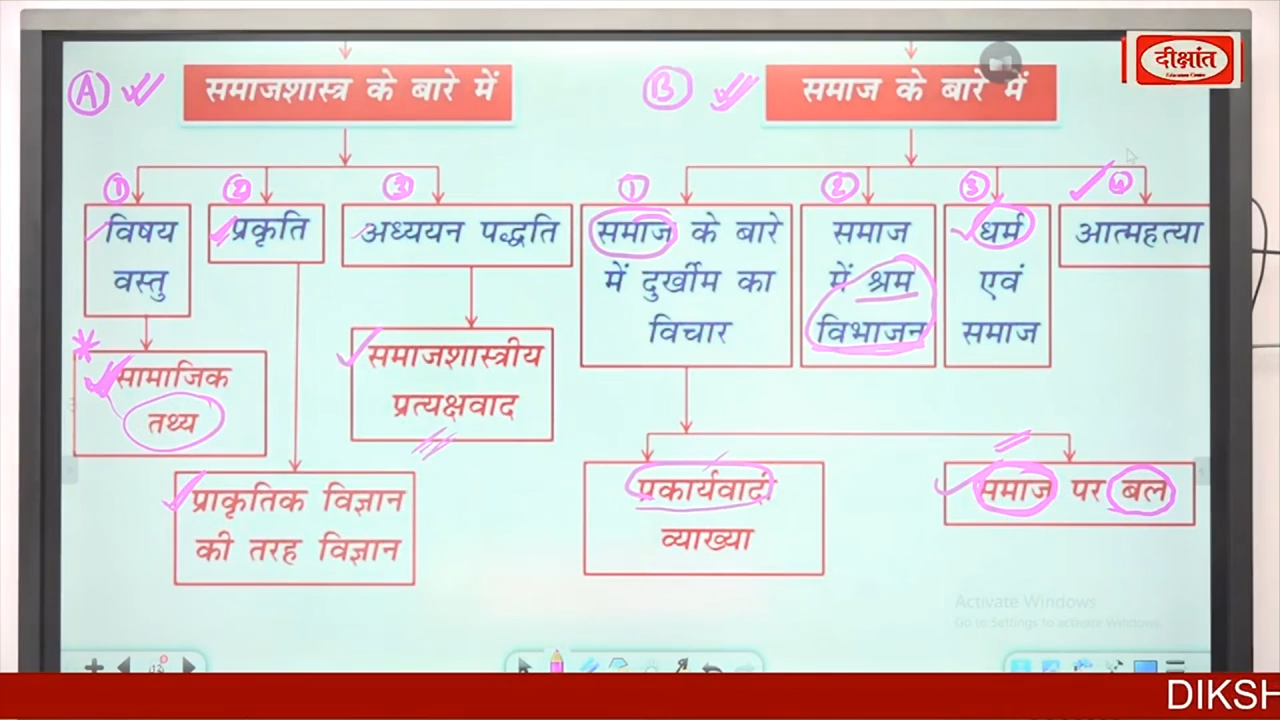 दीक्षांत
Education Centre
(A) समाजशास्त्र के बारे में
(B) समाज के बारे में
① ② ③ ① ② ③ ④
विषय
वस्तु
प्रकृति
अध्ययन पद्धति
समाज के बारे
में दुर्खीम का
विचार
समाज
में श्रम
विभाजन
धर्म
एवं
समाज
आत्महत्या
सामाजिक
तथ्य
समाजशास्त्रीय
प्रत्यक्षवाद
प्राकृतिक विज्ञान
की तरह विज्ञान
प्रकार्यवादी
व्याख्या
समाज पर बल
Activate Windows
Go to Settings to activate Windows.
DIKSH